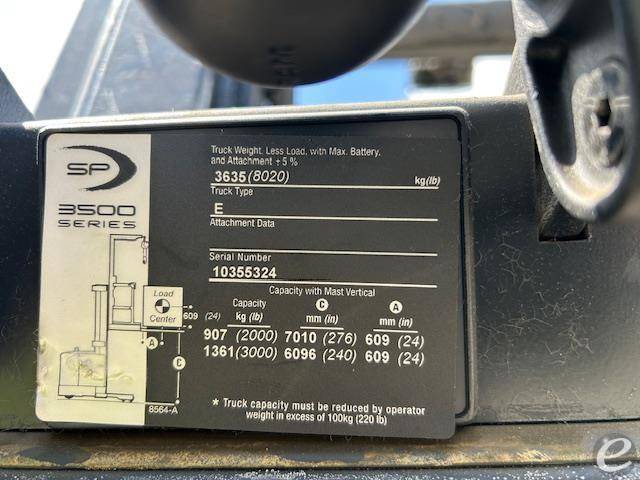 SP
3500
SERIES
Truck Weight, Less Load, with Max. Battery,
and Attachment ± 5 %
3635 (8020) kg(lb)
Truck Type
E
Attachment Data
Serial Number
10355324
Capacity with Mast Vertical
Capacity C A
kg (lb) mm (in) mm (in)
907 (2000) 7010 (276) 609 (24)
1361 (3000) 6096 (240) 609 (24)
* Truck capacity must be reduced by operator
weight in excess of 100kg (220 lb)
Load
Center
609 (24)
A
C
8564-A
e